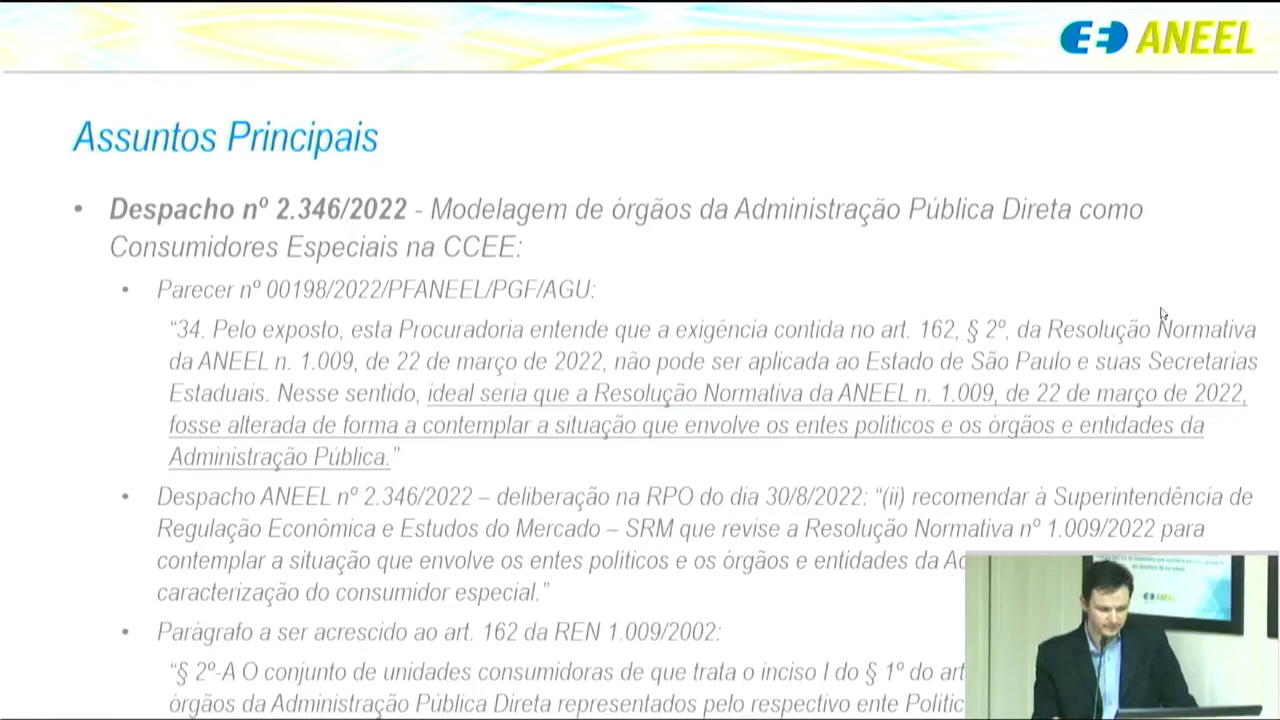 ANEEL
Assuntos Principais
• Despacho nº 2.346/2022 - Modelagem de órgãos da Administração Pública Direta como
Consumidores Especiais na CCEE:
• Parecer nº 00198/2022/PFANEEL/PGF/AGU:
“34. Pelo exposto, esta Procuradoria entende que a exigência contida no art. 162, § 2º, da Resolução Normativa
da ANEEL n. 1.009, de 22 de março de 2022, não pode ser aplicada ao Estado de São Paulo e suas Secretarias
Estaduais. Nesse sentido, ideal seria que a Resolução Normativa da ANEEL n. 1.009, de 22 de março de 2022,
fosse alterada de forma a contemplar a situação que envolve os entes políticos e os órgãos e entidades da
Administração Pública.”
• Despacho ANEEL nº 2.346/2022 – deliberação na RPO do dia 30/8/2022: “(ii) recomendar à Superintendência de
Regulação Econômica e Estudos do Mercado – SRM que revise a Resolução Normativa nº 1.009/2022 para
contemplar a situação que envolve os entes políticos e os órgãos e entidades da Ad
caracterização do consumidor especial.”
• Parágrafo a ser acrescido ao art. 162 da REN 1.009/2002:
“§ 2º-A O conjunto de unidades consumidoras de que trata o inciso I do § 1º do art
órgãos da Administração Pública Direta representados pelo respectivo ente Polític
ANEEL